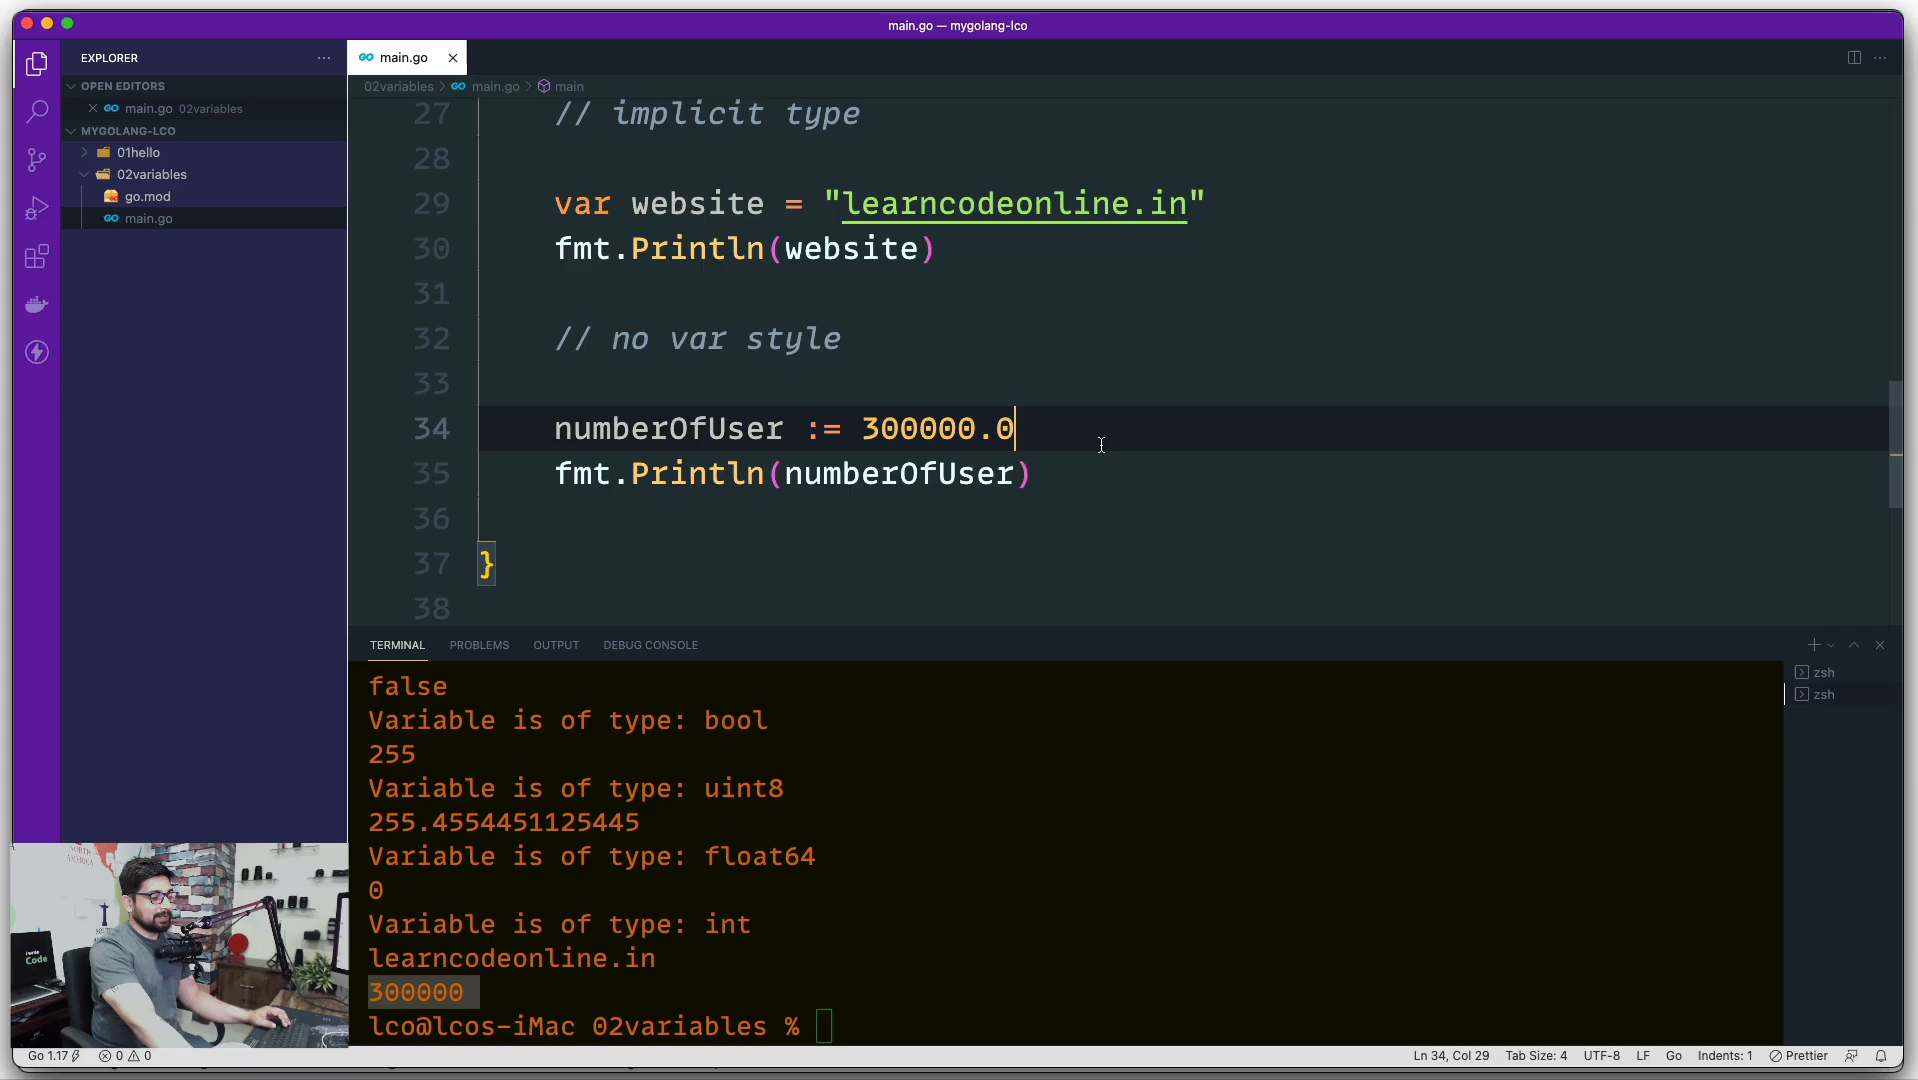 main.go — mygolang-lco
EXPLORER
main.go
OPEN EDITORS
main.go 02variables
MYGOLANG-LCO
01hello
02variables
go.mod
main.go
02variables > main.go > main
27 // implicit type
28
29 var website = "learncodeonline.in"
30 fmt.Println(website)
31
32 // no var style
33
34 numberOfUser := 300000.0
35 fmt.Println(numberOfUser)
36
37 }
38
TERMINAL PROBLEMS OUTPUT DEBUG CONSOLE
zsh
zsh
false
Variable is of type: bool
255
Variable is of type: uint8
255.4554451125445
Variable is of type: float64
0
Variable is of type: int
learncodeonline.in
300000
lco@lcos-iMac 02variables %
NORTH
AMERICA
I write
Code
Go 1.17 0 0
Ln 34, Col 29 Tab Size: 4 UTF-8 LF Go Indents: 1 Prettier